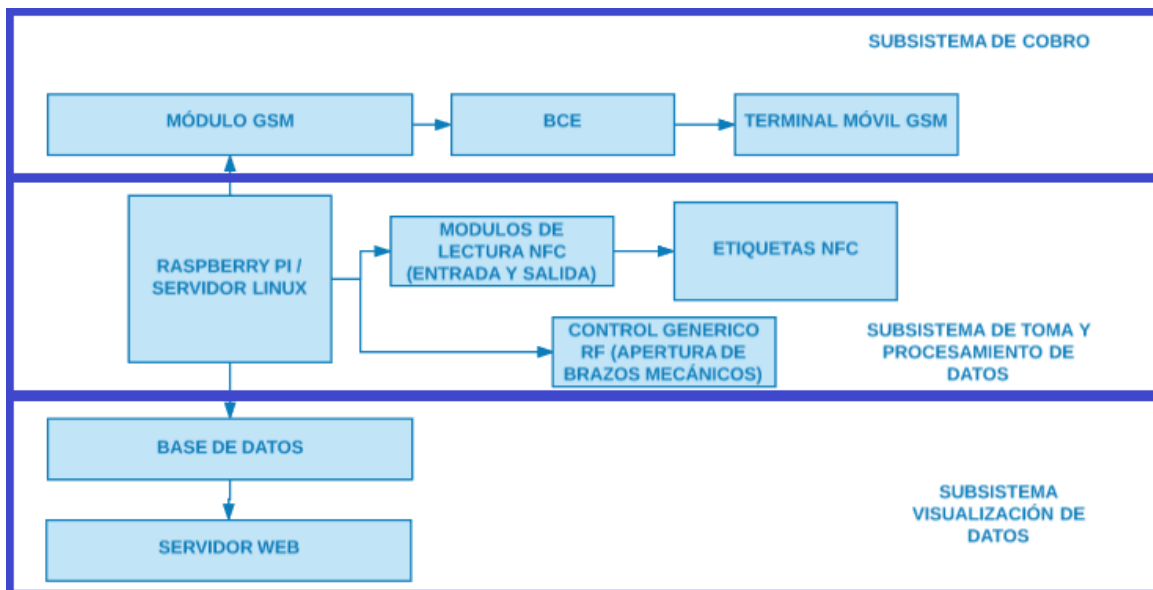 SUBSISTEMA DE COBRO
MÓDULO GSM
BCE
TERMINAL MÓVIL GSM
RASPBERRY PI /
SERVIDOR LINUX
MODULOS DE
LECTURA NFC
(ENTRADA Y SALIDA)
ETIQUETAS NFC
CONTROL GENERICO
RF (APERTURA DE
BRAZOS MECÁNICOS)
SUBSISTEMA DE TOMA Y
PROCESAMIENTO DE
DATOS
BASE DE DATOS
SERVIDOR WEB
SUBSISTEMA
VISUALIZACIÓN DE
DATOS